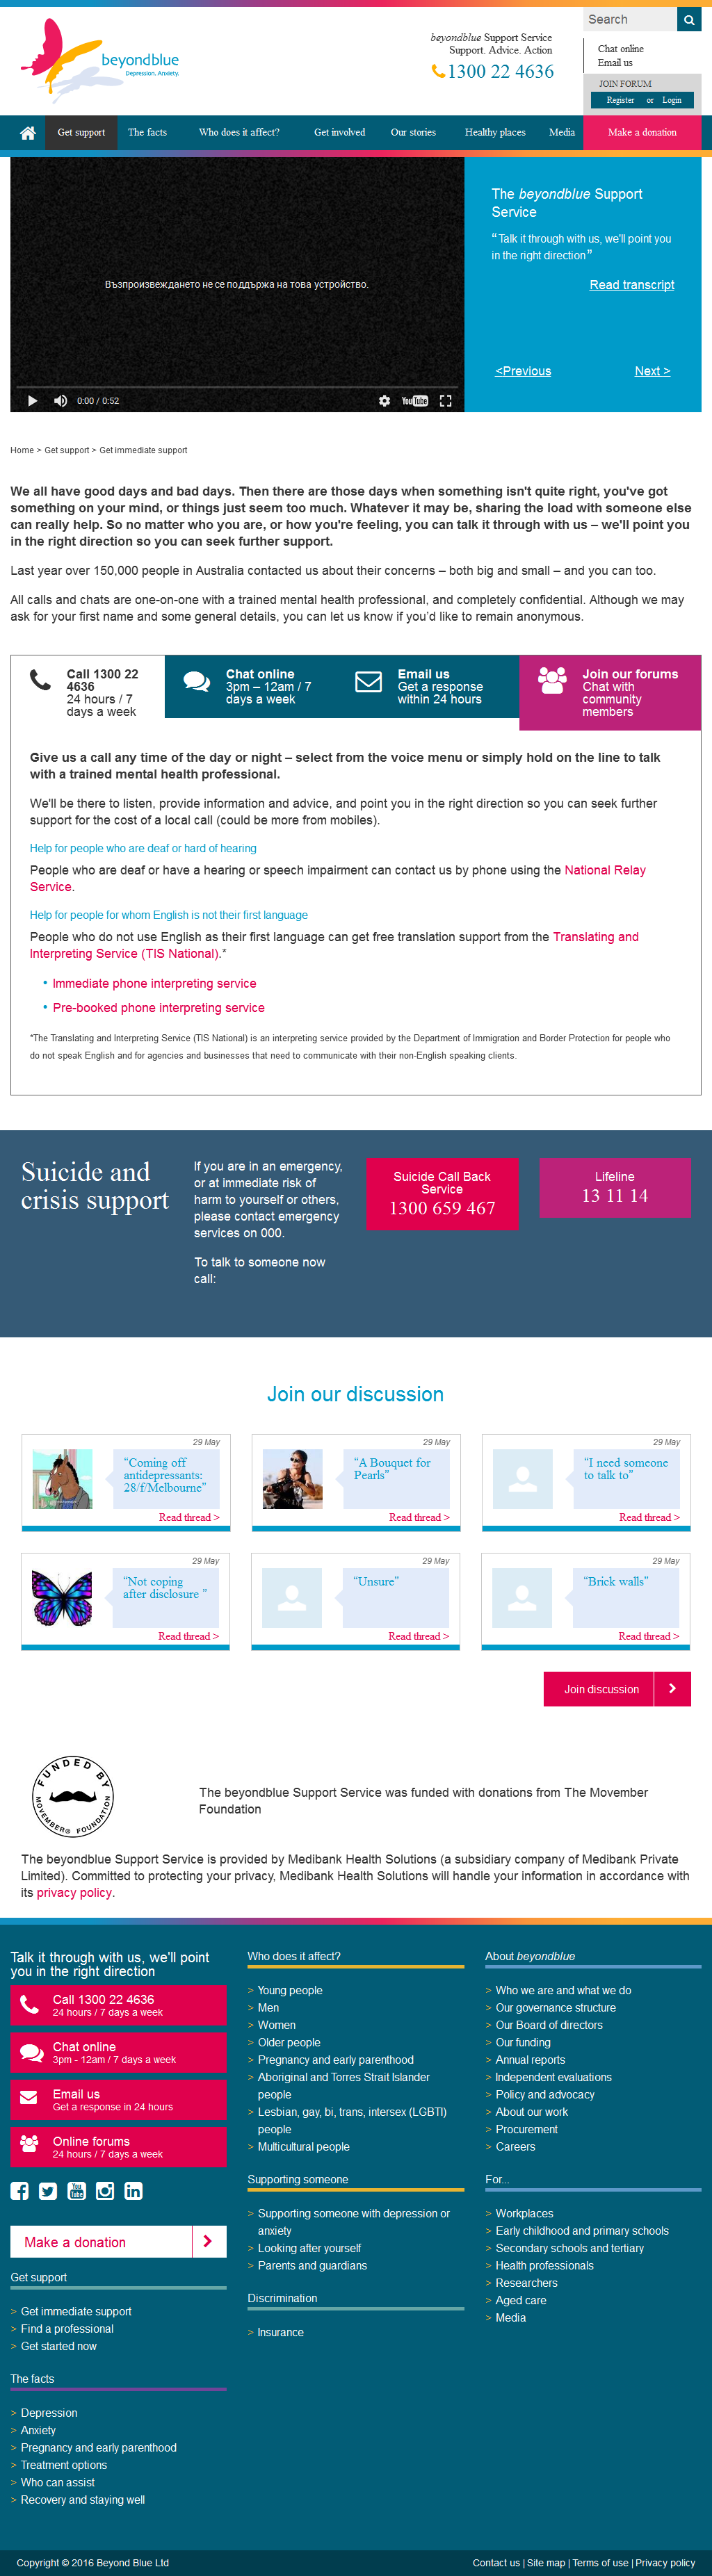 Search
beyondblue
Depression. Anxiety.
beyondblue Support Service
Support. Advice. Action
1300 22 4636
Chat online
Email us
JOIN FORUM
Register or Login
Get support The facts Who does it affect? Get involved Our stories Healthy places Media Make a donation
Възпроизвеждането не се поддържа на това устройство.
0:00 / 0:52
YouTube
The beyondblue Support
Service
“Talk it through with us, we'll point you
in the right direction”
Read transcript
<Previous Next >
Home > Get support > Get immediate support
We all have good days and bad days. Then there are those days when something isn't quite right, you've got
something on your mind, or things just seem too much. Whatever it may be, sharing the load with someone else
can really help. So no matter who you are, or how you're feeling, you can talk it through with us – we'll point you
in the right direction so you can seek further support.
Last year over 150,000 people in Australia contacted us about their concerns – both big and small – and you can too.
All calls and chats are one-on-one with a trained mental health professional, and completely confidential. Although we may
ask for your first name and some general details, you can let us know if you’d like to remain anonymous.
Call 1300 22
4636
24 hours / 7
days a week
Chat online
3pm – 12am / 7
days a week
Email us
Get a response
within 24 hours
Join our forums
Chat with
community
members
Give us a call any time of the day or night – select from the voice menu or simply hold on the line to talk
with a trained mental health professional.
We'll be there to listen, provide information and advice, and point you in the right direction so you can seek further
support for the cost of a local call (could be more from mobiles).
Help for people who are deaf or hard of hearing
People who are deaf or have a hearing or speech impairment can contact us by phone using the National Relay
Service.
Help for people for whom English is not their first language
People who do not use English as their first language can get free translation support from the Translating and
Interpreting Service (TIS National).*
• Immediate phone interpreting service
• Pre-booked phone interpreting service
*The Translating and Interpreting Service (TIS National) is an interpreting service provided by the Department of Immigration and Border Protection for people who
do not speak English and for agencies and businesses that need to communicate with their non-English speaking clients.
Suicide and
crisis support
If you are in an emergency,
or at immediate risk of
harm to yourself or others,
please contact emergency
services on 000.
To talk to someone now
call:
Suicide Call Back
Service
1300 659 467
Lifeline
13 11 14
Join our discussion
29 May
“Coming off
antidepressants:
28/f/Melbourne”
Read thread >
29 May
“A Bouquet for
Pearls”
Read thread >
29 May
“I need someone
to talk to”
Read thread >
29 May
“Not coping
after disclosure ”
Read thread >
29 May
“Unsure”
Read thread >
29 May
“Brick walls”
Read thread >
Join discussion
FUNDED BY
MOVEMBER® FOUNDATION
The beyondblue Support Service was funded with donations from The Movember
Foundation
The beyondblue Support Service is provided by Medibank Health Solutions (a subsidiary company of Medibank Private
Limited). Committed to protecting your privacy, Medibank Health Solutions will handle your information in accordance with
its privacy policy.
Talk it through with us, we'll point
you in the right direction
Call 1300 22 4636
24 hours / 7 days a week
Chat online
3pm - 12am / 7 days a week
Email us
Get a response in 24 hours
Online forums
24 hours / 7 days a week
You Tube
Make a donation
Get support
> Get immediate support
> Find a professional
> Get started now
The facts
> Depression
> Anxiety
> Pregnancy and early parenthood
> Treatment options
> Who can assist
> Recovery and staying well
Who does it affect?
> Young people
> Men
> Women
> Older people
> Pregnancy and early parenthood
> Aboriginal and Torres Strait Islander
people
> Lesbian, gay, bi, trans, intersex (LGBTI)
people
> Multicultural people
Supporting someone
> Supporting someone with depression or
anxiety
> Looking after yourself
> Parents and guardians
Discrimination
> Insurance
About beyondblue
> Who we are and what we do
> Our governance structure
> Our Board of directors
> Our funding
> Annual reports
> Independent evaluations
> Policy and advocacy
> About our work
> Procurement
> Careers
For...
> Workplaces
> Early childhood and primary schools
> Secondary schools and tertiary
> Health professionals
> Researchers
> Aged care
> Media
Copyright © 2016 Beyond Blue Ltd
Contact us | Site map | Terms of use | Privacy policy